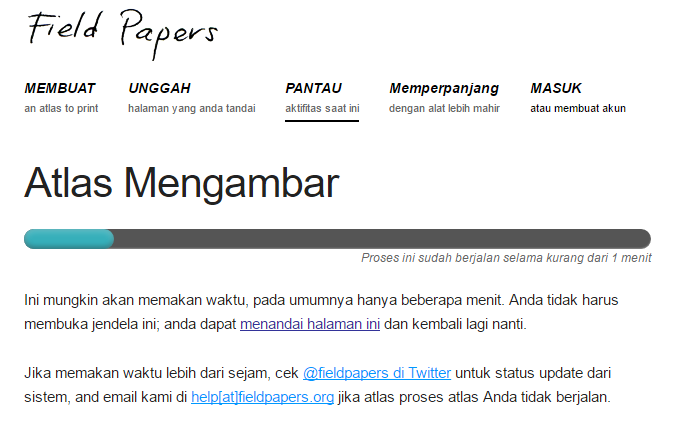 Field Papers
MEMBUAT UNGGAH PANTAU Memperpanjang MASUK
an atlas to print halaman yang anda tandai aktifitas saat ini dengan alat lebih mahir atau membuat akun
Atlas Mengambar
Proses ini sudah berjalan selama kurang dari 1 menit
Ini mungkin akan memakan waktu, pada umumnya hanya beberapa menit. Anda tidak harus
membuka jendela ini; anda dapat menandai halaman ini dan kembali lagi nanti.
Jika memakan waktu lebih dari sejam, cek @fieldpapers di Twitter untuk status update dari
sistem, and email kami di help[at]fieldpapers.org jika atlas proses atlas Anda tidak berjalan.